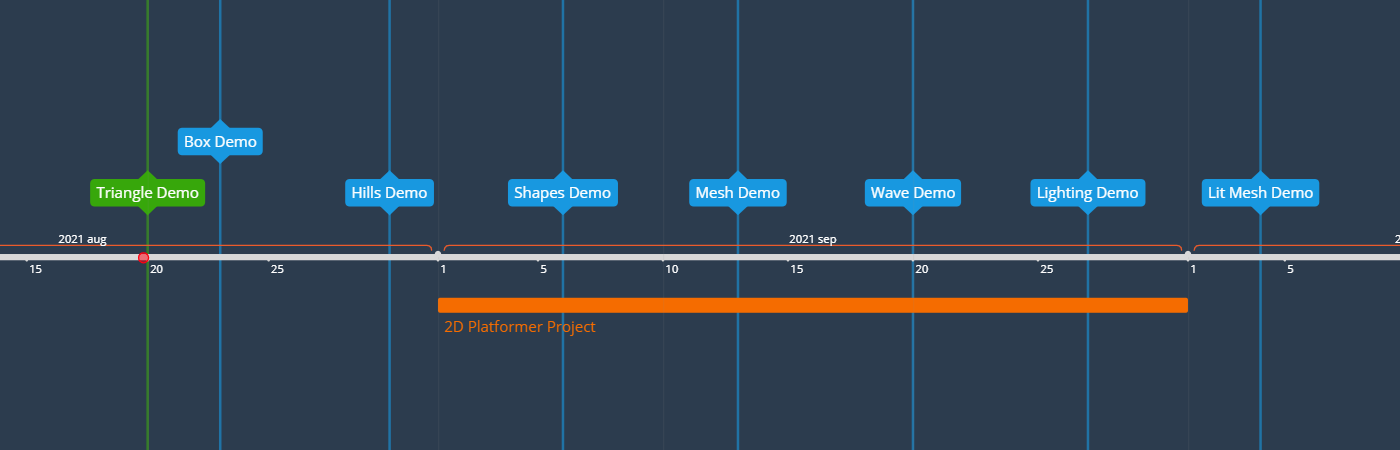 Box Demo
Triangle Demo
Hills Demo
Shapes Demo
Mesh Demo
Wave Demo
Lighting Demo
Lit Mesh Demo
2021 aug
2021 sep
2
15
20
25
1
5
10
15
20
25
1
5
2D Platformer Project